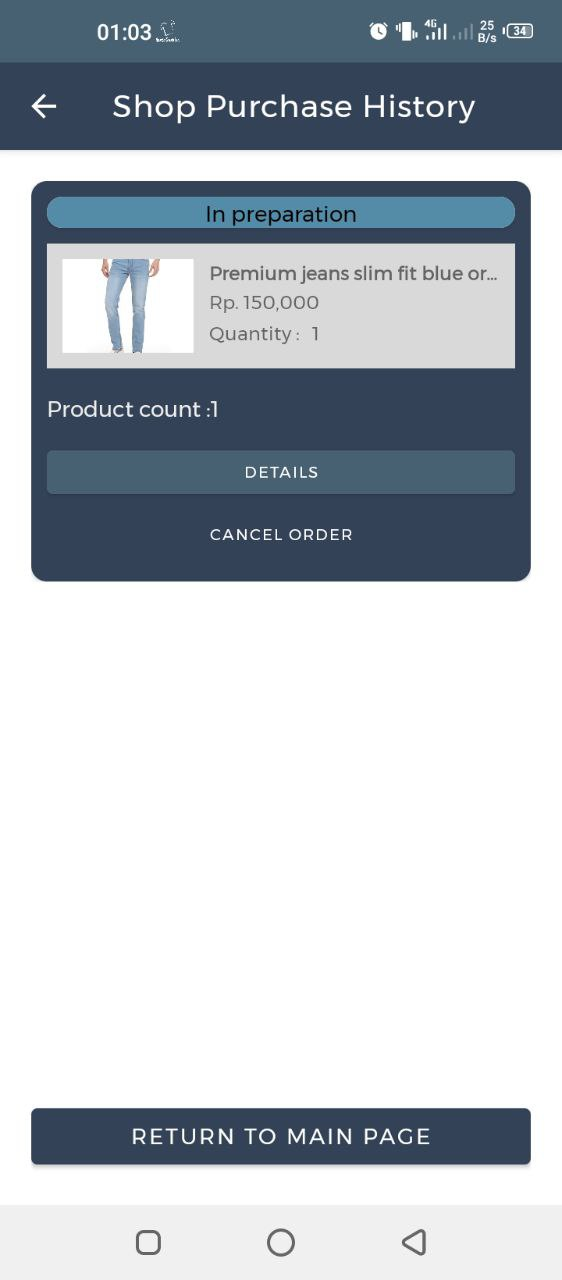 01:03
4G
25
B/s
34
Shop Purchase History
In preparation
Premium jeans slim fit blue or...
Rp. 150,000
Quantity : 1
Product count :1
DETAILS
CANCEL ORDER
RETURN TO MAIN PAGE